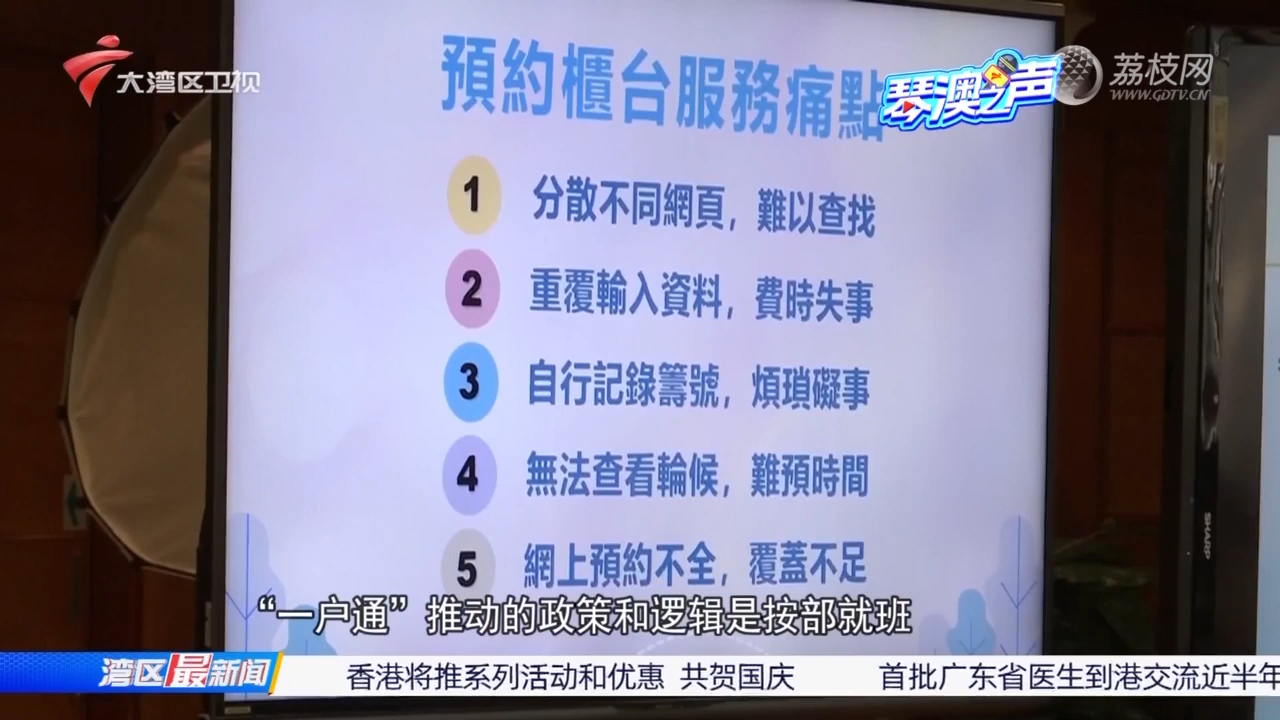 大湾区卫视
預約櫃台服務痛點
琴澳之声
荔枝网
WWW.GDTV.CN
1 分散不同網頁，難以查找
2 重覆輸入資料，費時失事
3 自行記錄籌號，煩瑣礙事
4 無法查看輪候，難預時間
5 網上預約不全，覆蓋不足
SHARP
“一户通”推动的政策和逻辑是按部就班
湾区最新闻
香港将推系列活动和优惠 共贺国庆 首批广东省医生到港交流近半年